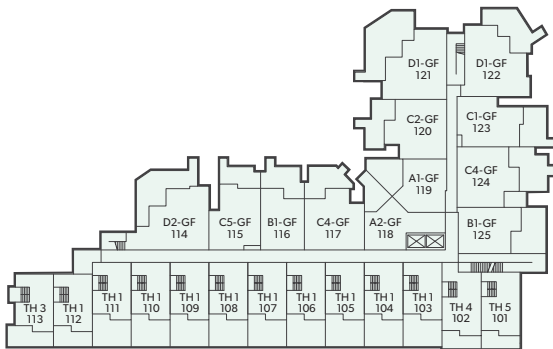 D1-GF
121
D1-GF
122
C2-GF
120
C1-GF
123
A1-GF
119
C4-GF
124
D2-GF
114
C5-GF
115
B1-GF
116
C4-GF
117
A2-GF
118
B1-GF
125
TH 3
113
TH 1
112
TH 1
111
TH 1
110
TH 1
109
TH 1
108
TH 1
107
TH 1
106
TH 1
105
TH 1
104
TH 1
103
TH 4
102
TH 5
101